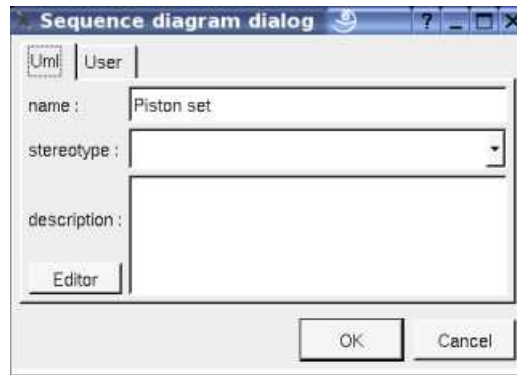 Sequence diagram dialog
Uml User
name : Piston set
stereotype :
description :
Editor
OK Cancel